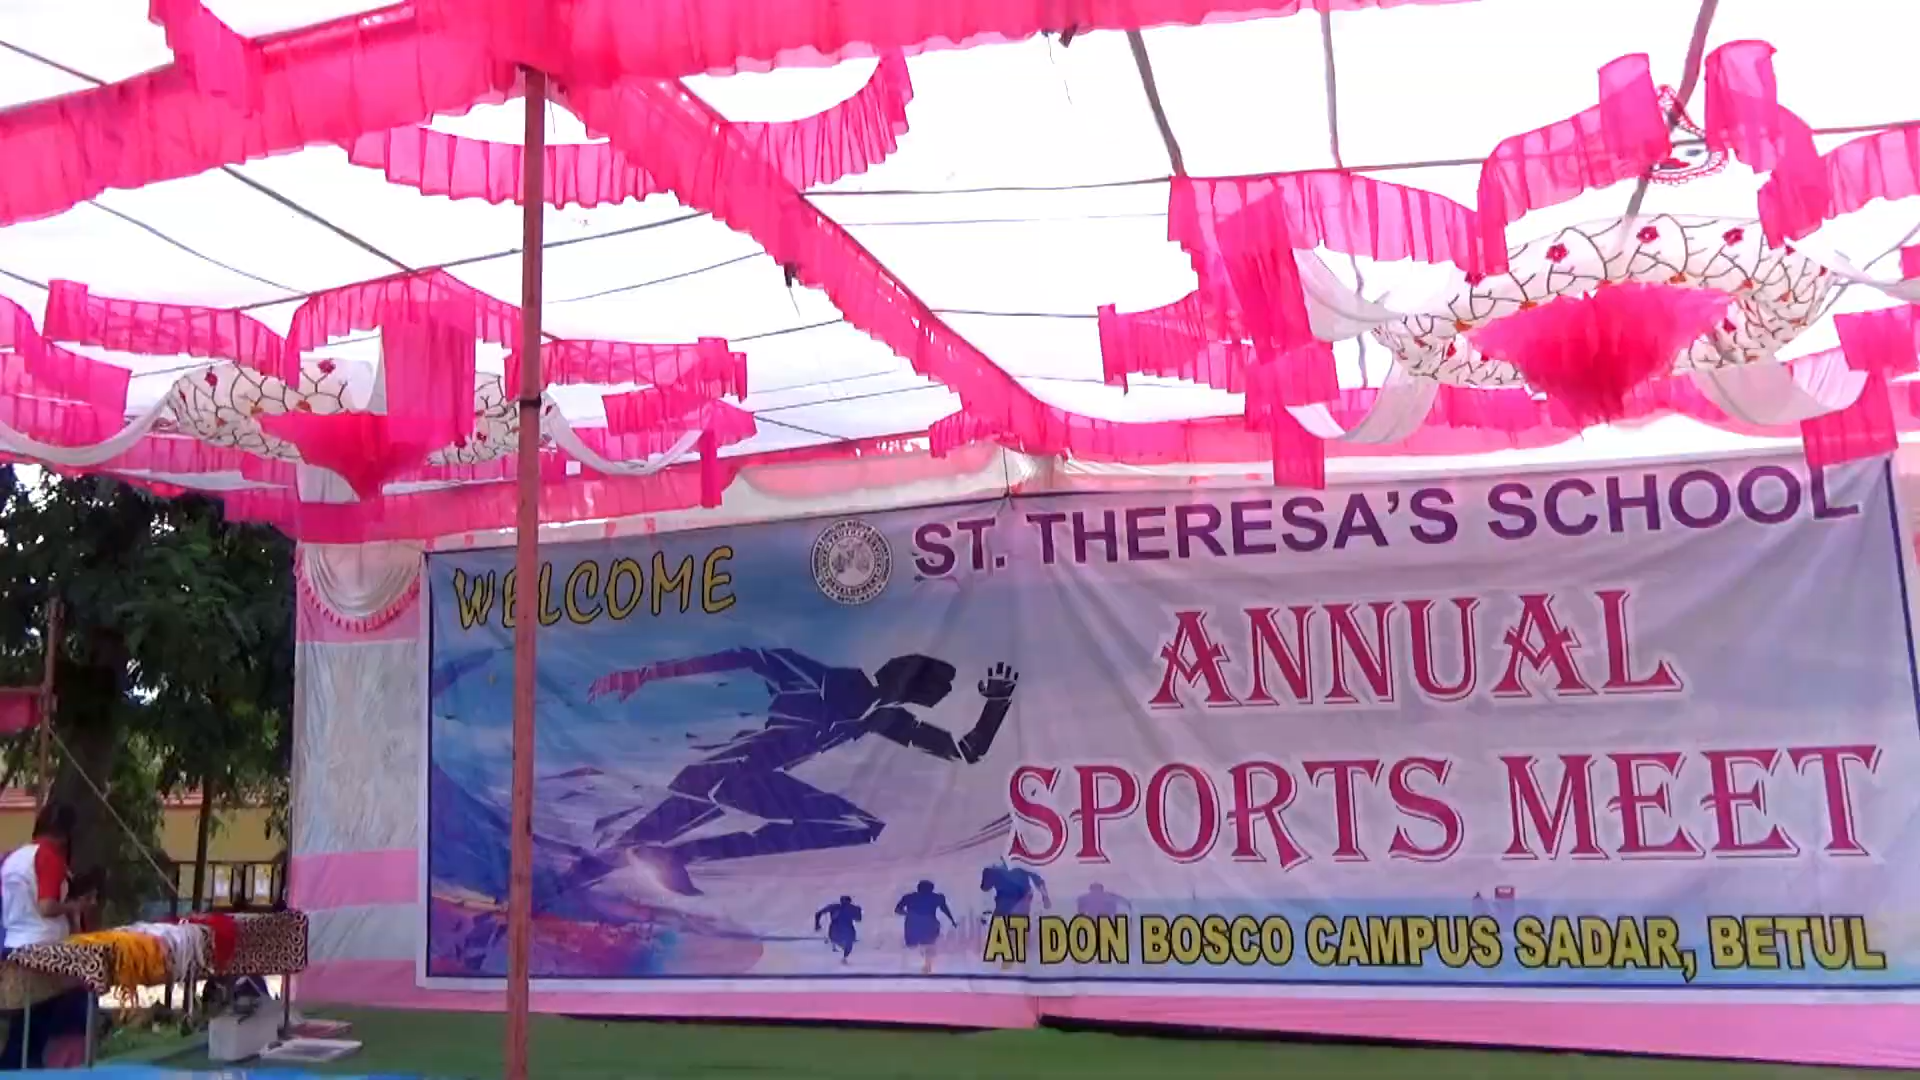 WELCOME
ST. THERESA'S SCHOOL
ANNUAL
SPORTS MEET
AT DON BOSCO CAMPUS SADAR, BETUL